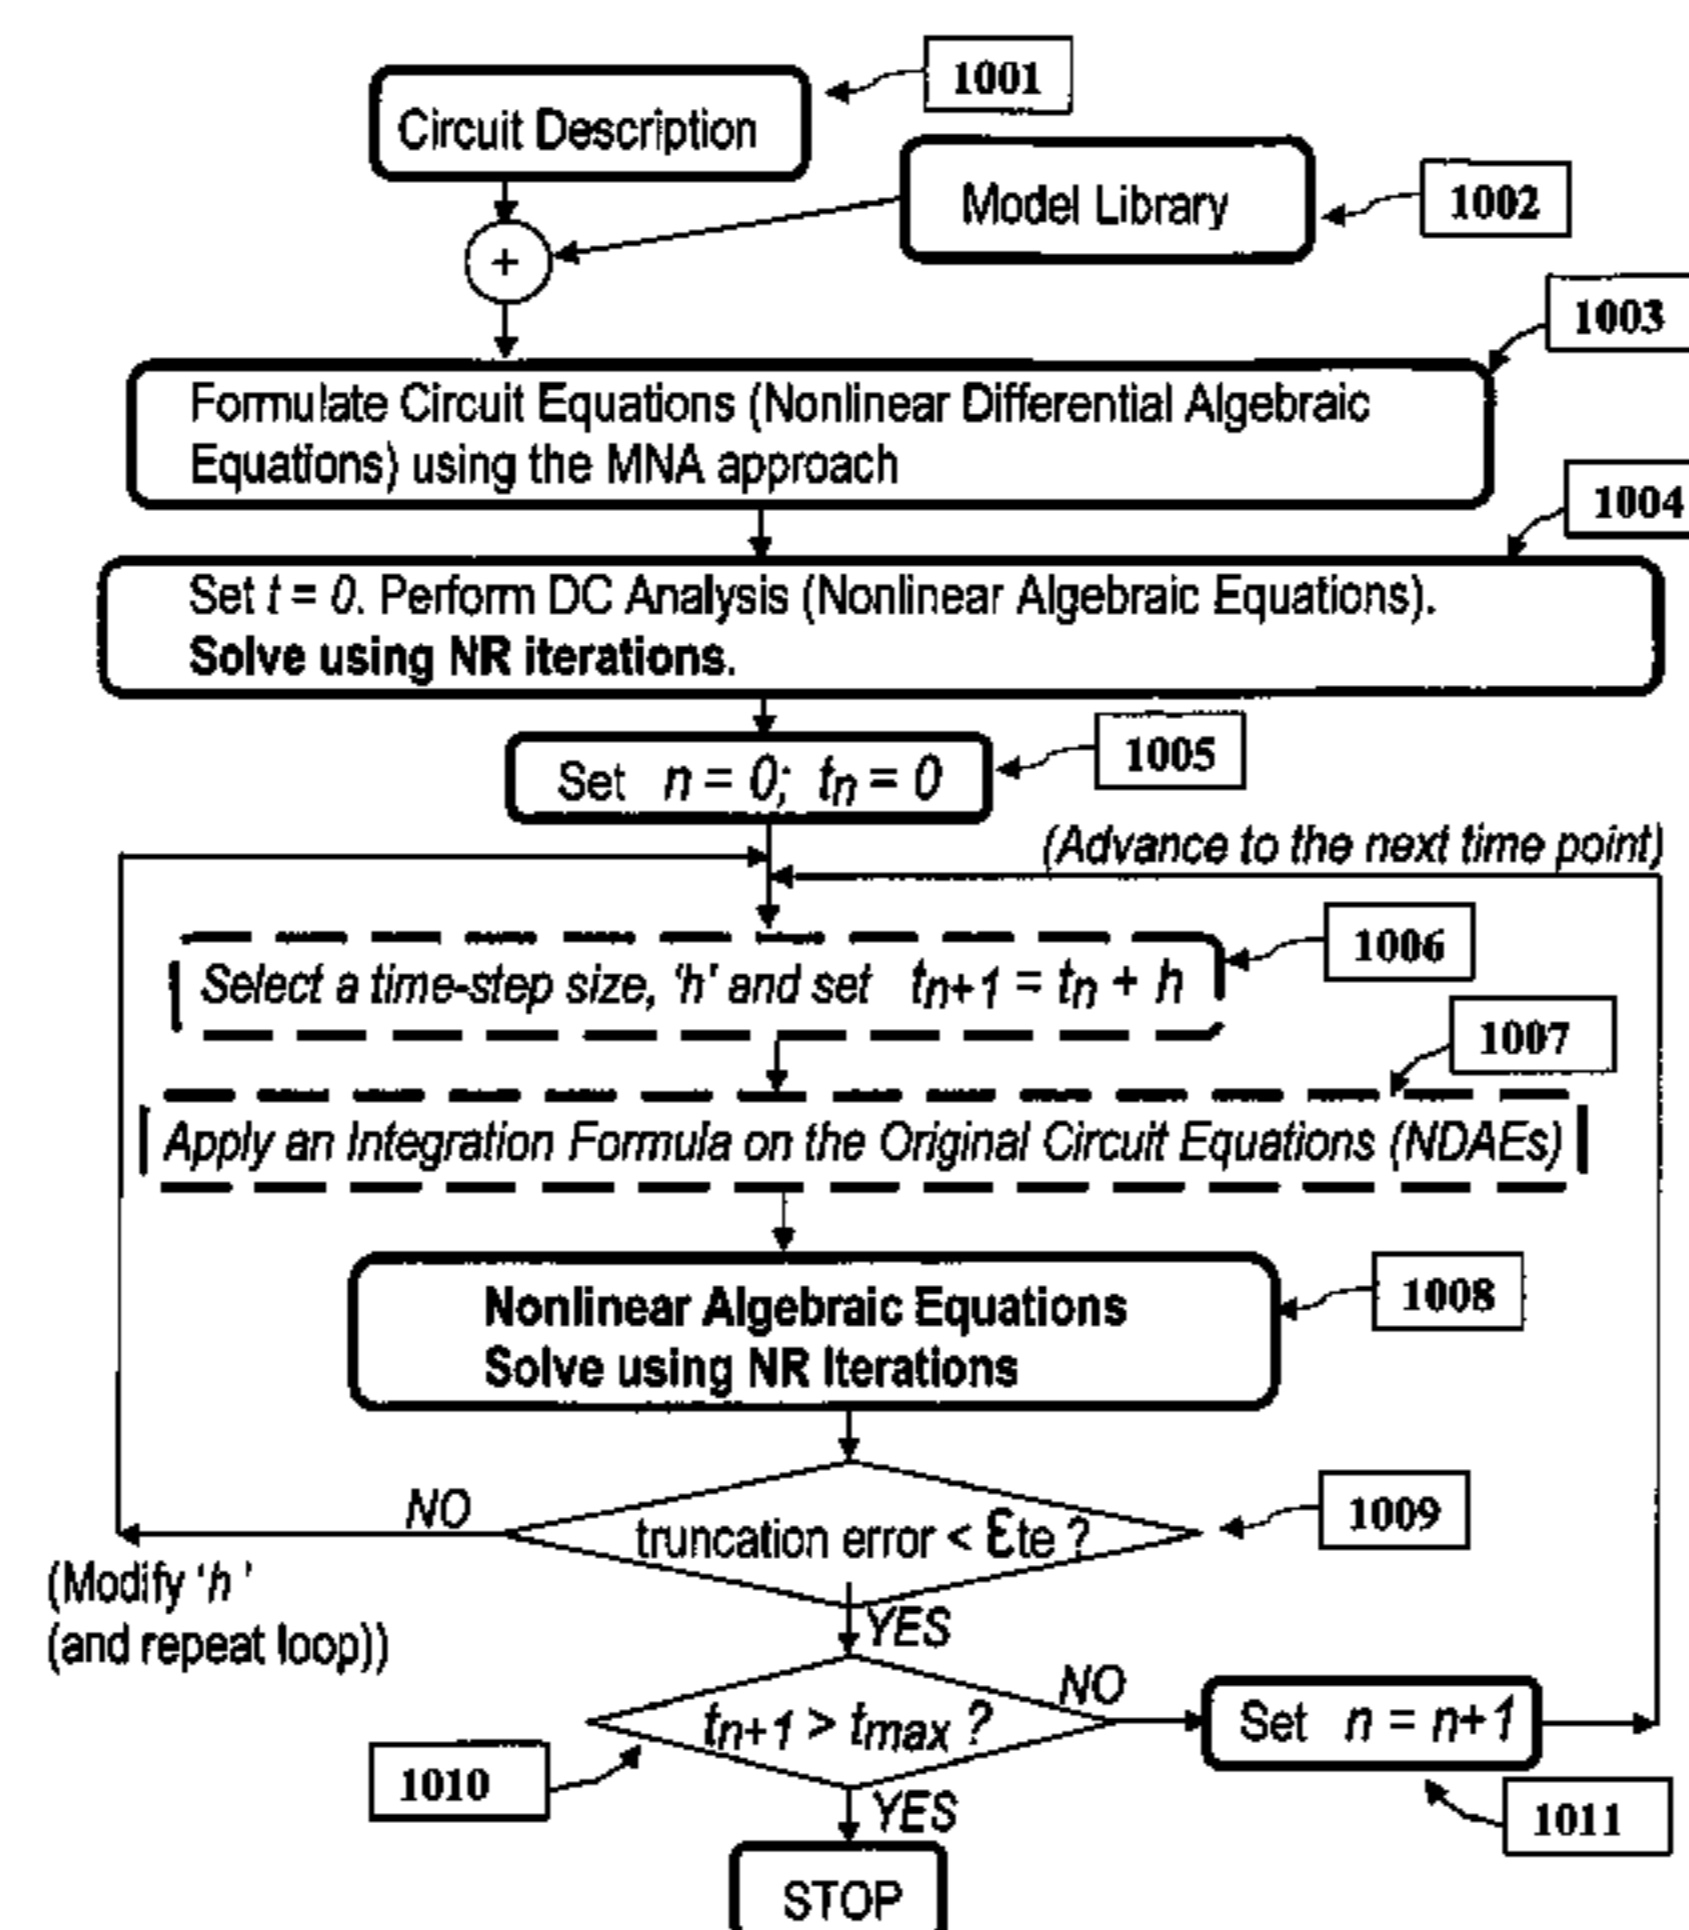 1001
Circuit Description
Model Library
1002
+
1003
Formulate Circuit Equations (Nonlinear Differential Algebraic
Equations) using the MNA approach
1004
Set t = 0. Perform DC Analysis (Nonlinear Algebraic Equations).
Solve using NR iterations.
1005
Set n = 0; tn = 0
(Advance to the next time point)
1006
Select a time-step size, 'h' and set tn+1 = tn + h
1007
Apply an Integration Formula on the Original Circuit Equations (NDAEs)
1008
Nonlinear Algebraic Equations
Solve using NR Iterations
1009
NO
truncation error < Ɛte ?
(Modify 'h'
(and repeat loop))
YES
NO
tn+1 > tmax ?
Set n = n+1
1010
YES
1011
STOP